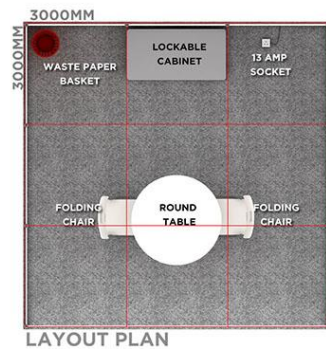 3000MM
3000MM
WASTE PAPER
BASKET
LOCKABLE
CABINET
13 AMP
SOCKET
FOLDING
CHAIR
ROUND
TABLE
FOLDING
CHAIR
LAYOUT PLAN